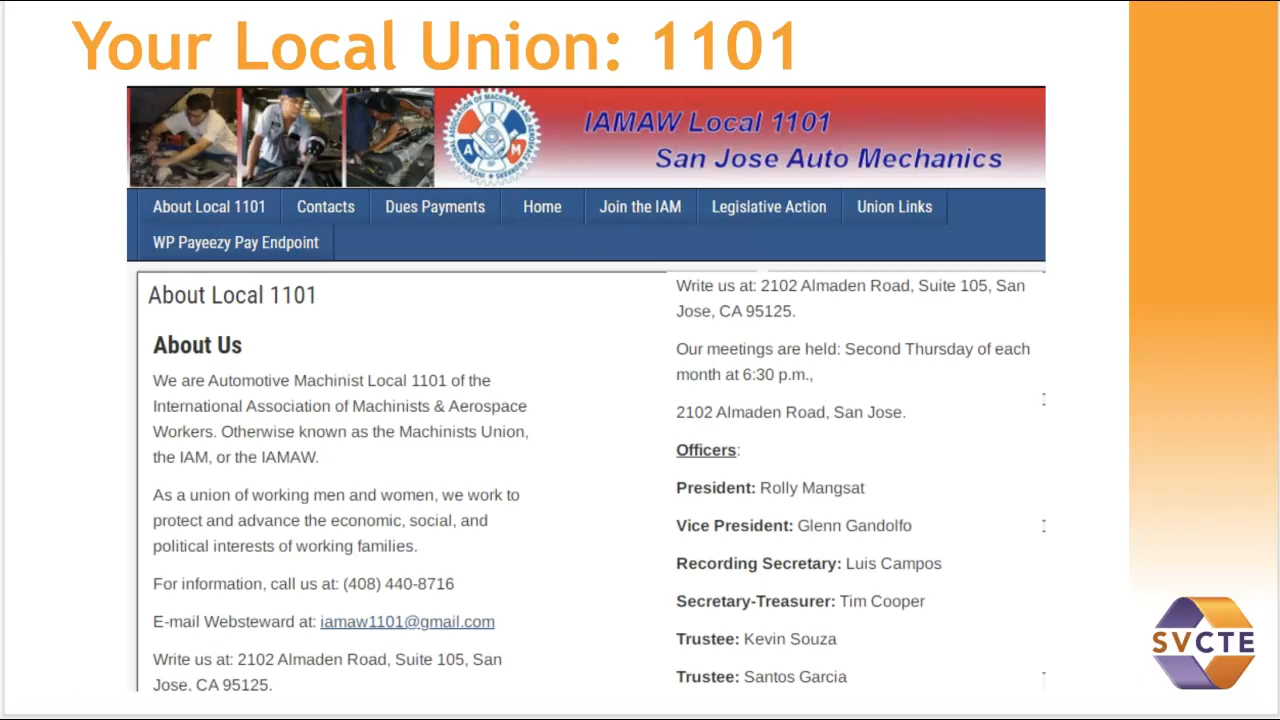 Your Local Union: 1101
INTERNATIONAL ASSOCIATION OF MACHINISTS AND AEROSPACE WORKERS
A M
IAMAW Local 1101
San Jose Auto Mechanics
About Local 1101
Contacts
Dues Payments
Home
Join the IAM
Legislative Action
Union Links
WP Payeezy Pay Endpoint
About Local 1101
About Us
We are Automotive Machinist Local 1101 of the
International Association of Machinists & Aerospace
Workers. Otherwise known as the Machinists Union,
the IAM, or the IAMAW.
As a union of working men and women, we work to
protect and advance the economic, social, and
political interests of working families.
For information, call us at: (408) 440-8716
E-mail Websteward at: iamaw1101@gmail.com
Write us at: 2102 Almaden Road, Suite 105, San
Jose, CA 95125.
Write us at: 2102 Almaden Road, Suite 105, San
Jose, CA 95125.
Our meetings are held: Second Thursday of each
month at 6:30 p.m.,
2102 Almaden Road, San Jose.
Officers:
President: Rolly Mangsat
Vice President: Glenn Gandolfo
Recording Secretary: Luis Campos
Secretary-Treasurer: Tim Cooper
Trustee: Kevin Souza
Trustee: Santos Garcia
SVCTE